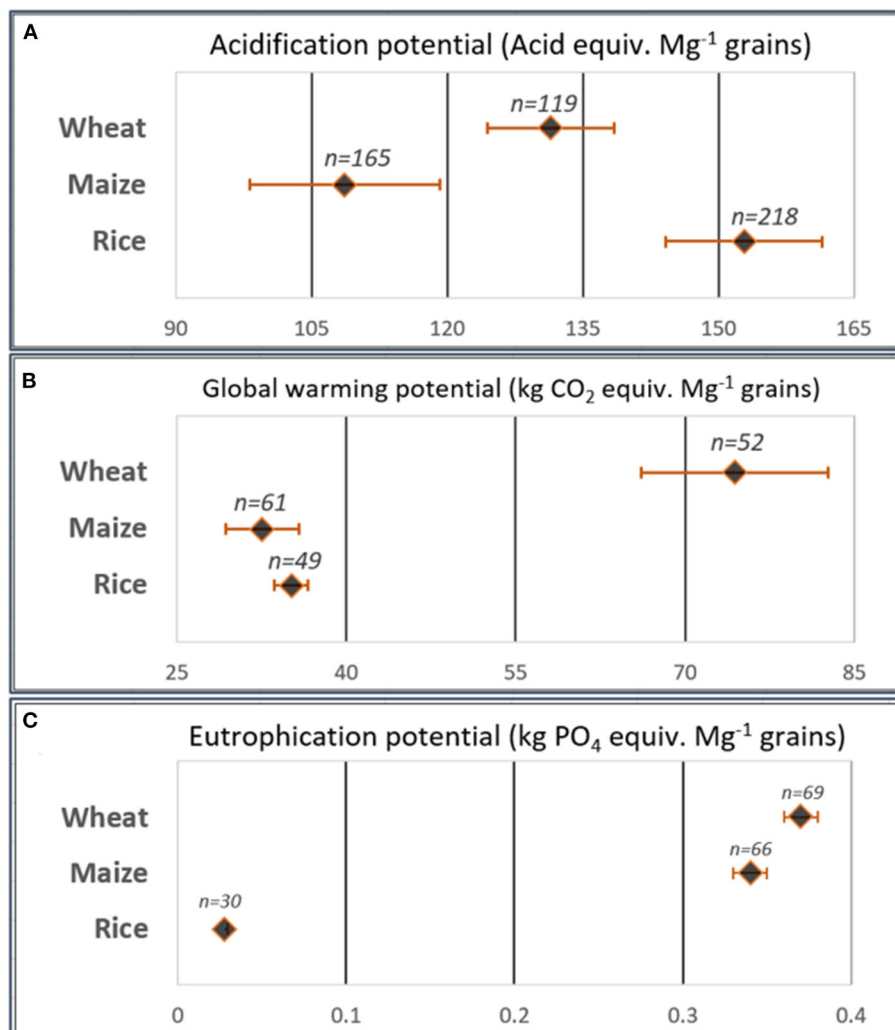 A
Acidification potential (Acid equiv. Mg⁻¹ grains)
n=119
Wheat
n=165
Maize
n=218
Rice
90 105 120 135 150 165
B
Global warming potential (kg CO₂ equiv. Mg⁻¹ grains)
n=52
Wheat
n=61
Maize
n=49
Rice
25 40 55 70 85
C
Eutrophication potential (kg PO₄ equiv. Mg⁻¹ grains)
n=69
Wheat
n=66
Maize
n=30
Rice
0 0.1 0.2 0.3 0.4